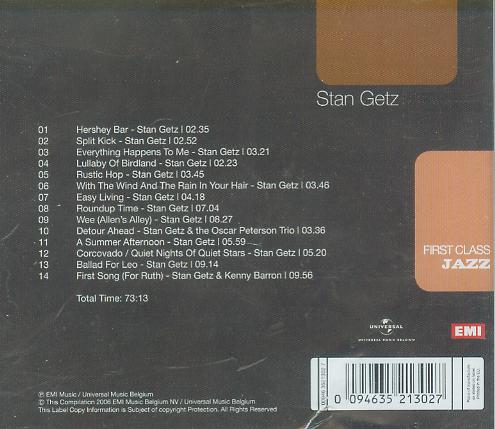 Stan Getz
01 Hershey Bar - Stan Getz | 02.35
02 Split Kick - Stan Getz | 02.52
03 Everything Happens To Me - Stan Getz | 03.21
04 Lullaby Of Birdland - Stan Getz | 02.23
05 Rustic Hop - Stan Getz | 03.45
06 With The Wind And The Rain In Your Hair - Stan Getz | 03.46
07 Easy Living - Stan Getz | 04.18
08 Roundup Time - Stan Getz | 07.04
09 Wee (Allen's Alley) - Stan Getz | 08.27
10 Detour Ahead - Stan Getz & the Oscar Peterson Trio | 03.36
11 A Summer Afternoon - Stan Getz | 05.59
12 Corcovado / Quiet Nights Of Quiet Stars - Stan Getz | 05.20
13 Ballad For Leo - Stan Getz | 09.14
14 First Song (For Ruth) - Stan Getz & Kenny Barron | 09.56
Total Time: 73:13
FIRST CLASS
JAZZ
UNIVERSAL
UNIVERSAL MUSIC BELGIUM
EMI
0 094635 213027
℗ EMI Music / Universal Music Belgium
© This Compilation 2006 EMI Music Belgium NV / Universal Music Belgium
This Label Copy Information is Subject of copyright Protection. All Rights Reserved